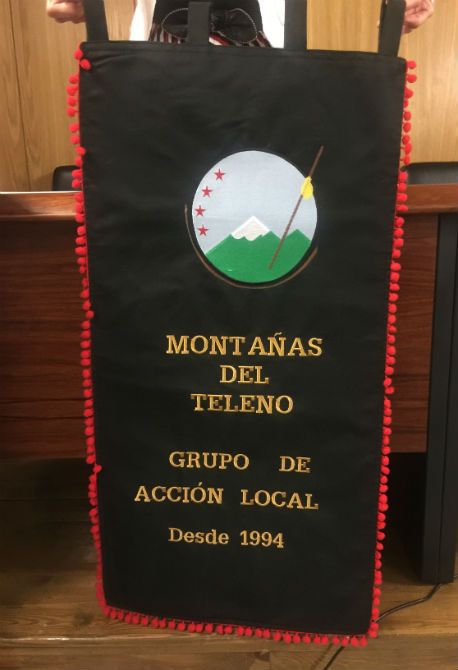 MONTAÑAS
DEL
TELENO
GRUPO DE
ACCIÓN LOCAL
Desde 1994